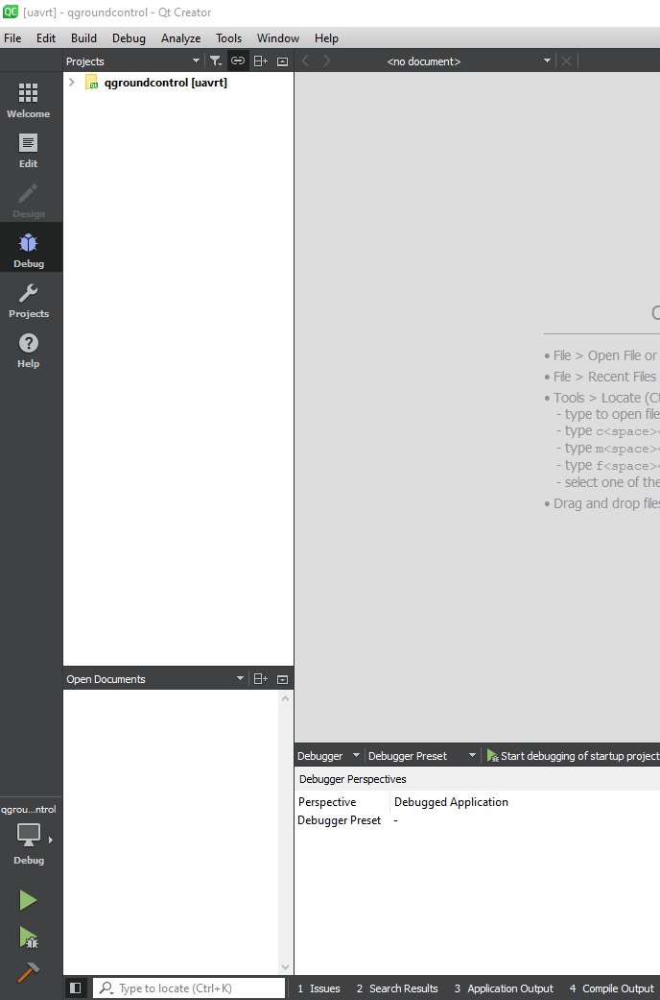 QC [uavrt] - qgroundcontrol - Qt Creator
File Edit Build Debug Analyze Tools Window Help
Projects
<no document>
qgroundcontrol [uavrt]
Welcome
Edit
Design
Debug
Projects
Help
• File > Open File or
• File > Recent Files
• Tools > Locate (Ct
- type to open file
- type c<space><
- type m<space><
- type f<space><
- select one of the
• Drag and drop files
Open Documents
Debugger Debugger Preset Start debugging of startup project
Debugger Perspectives
Perspective Debugged Application
Debugger Preset -
qgrou...ntrol
Debug
Type to locate (Ctrl+K)
1 Issues 2 Search Results 3 Application Output 4 Compile Output